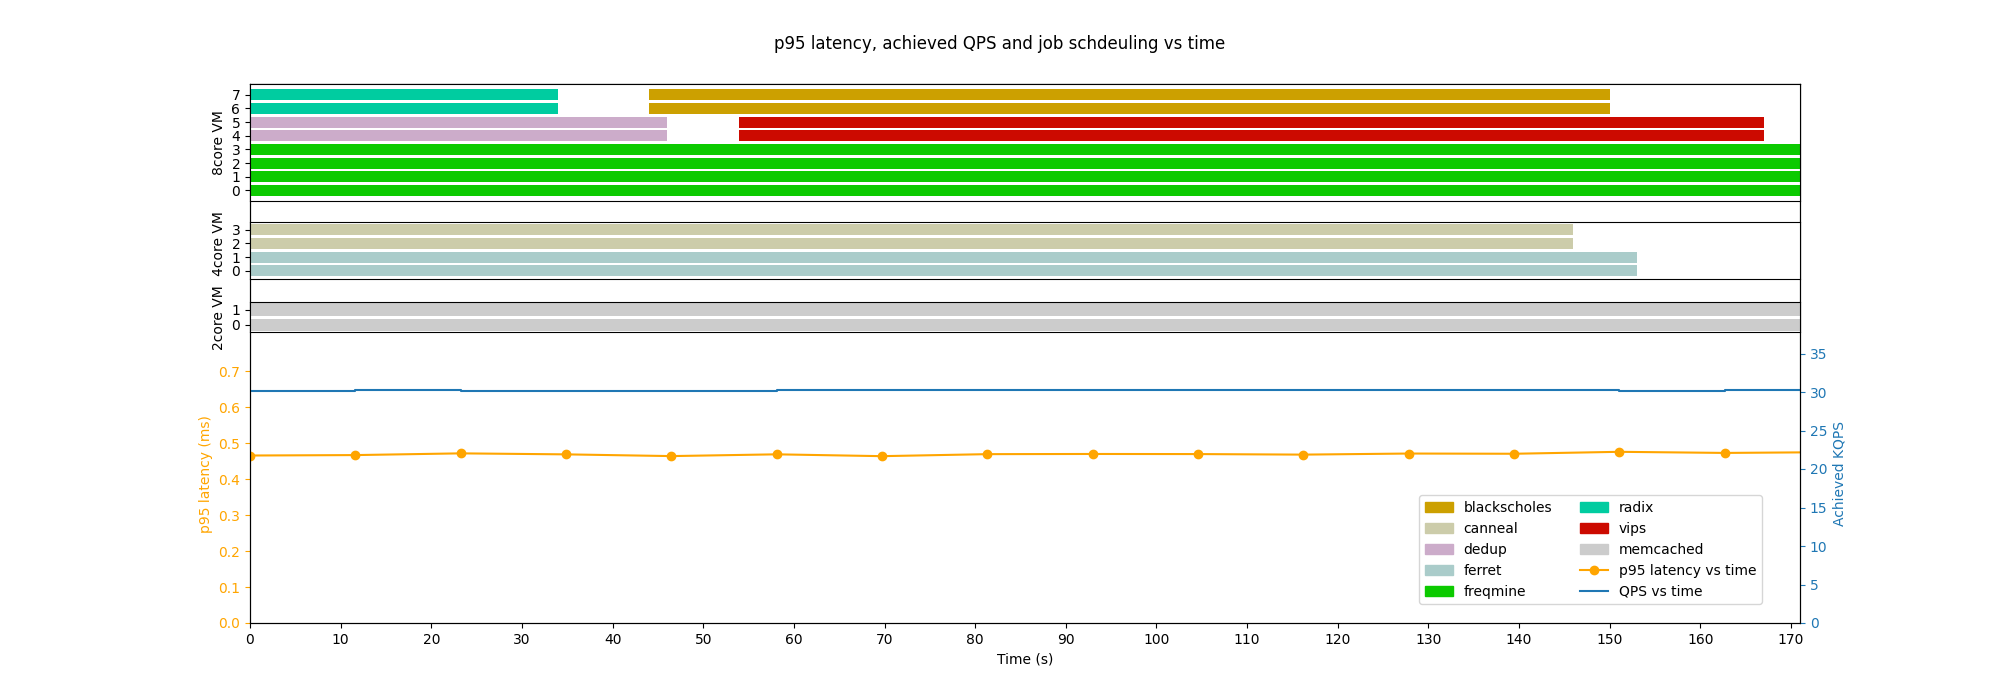 p95 latency, achieved QPS and job schdeuling vs time
8core VM
7
6
5
4
3
2
1
0
4core VM
3
2
1
0
2core VM
1
0
p95 latency (ms)
0.7
0.6
0.5
0.4
0.3
0.2
0.1
0.0
35
30
25
20
15
10
5
0
Achieved KQPS
blackscholes
canneal
dedup
ferret
freqmine
radix
vips
memcached
p95 latency vs time
QPS vs time
0 10 20 30 40 50 60 70 80 90 100 110 120 130 140 150 160 170
Time (s)